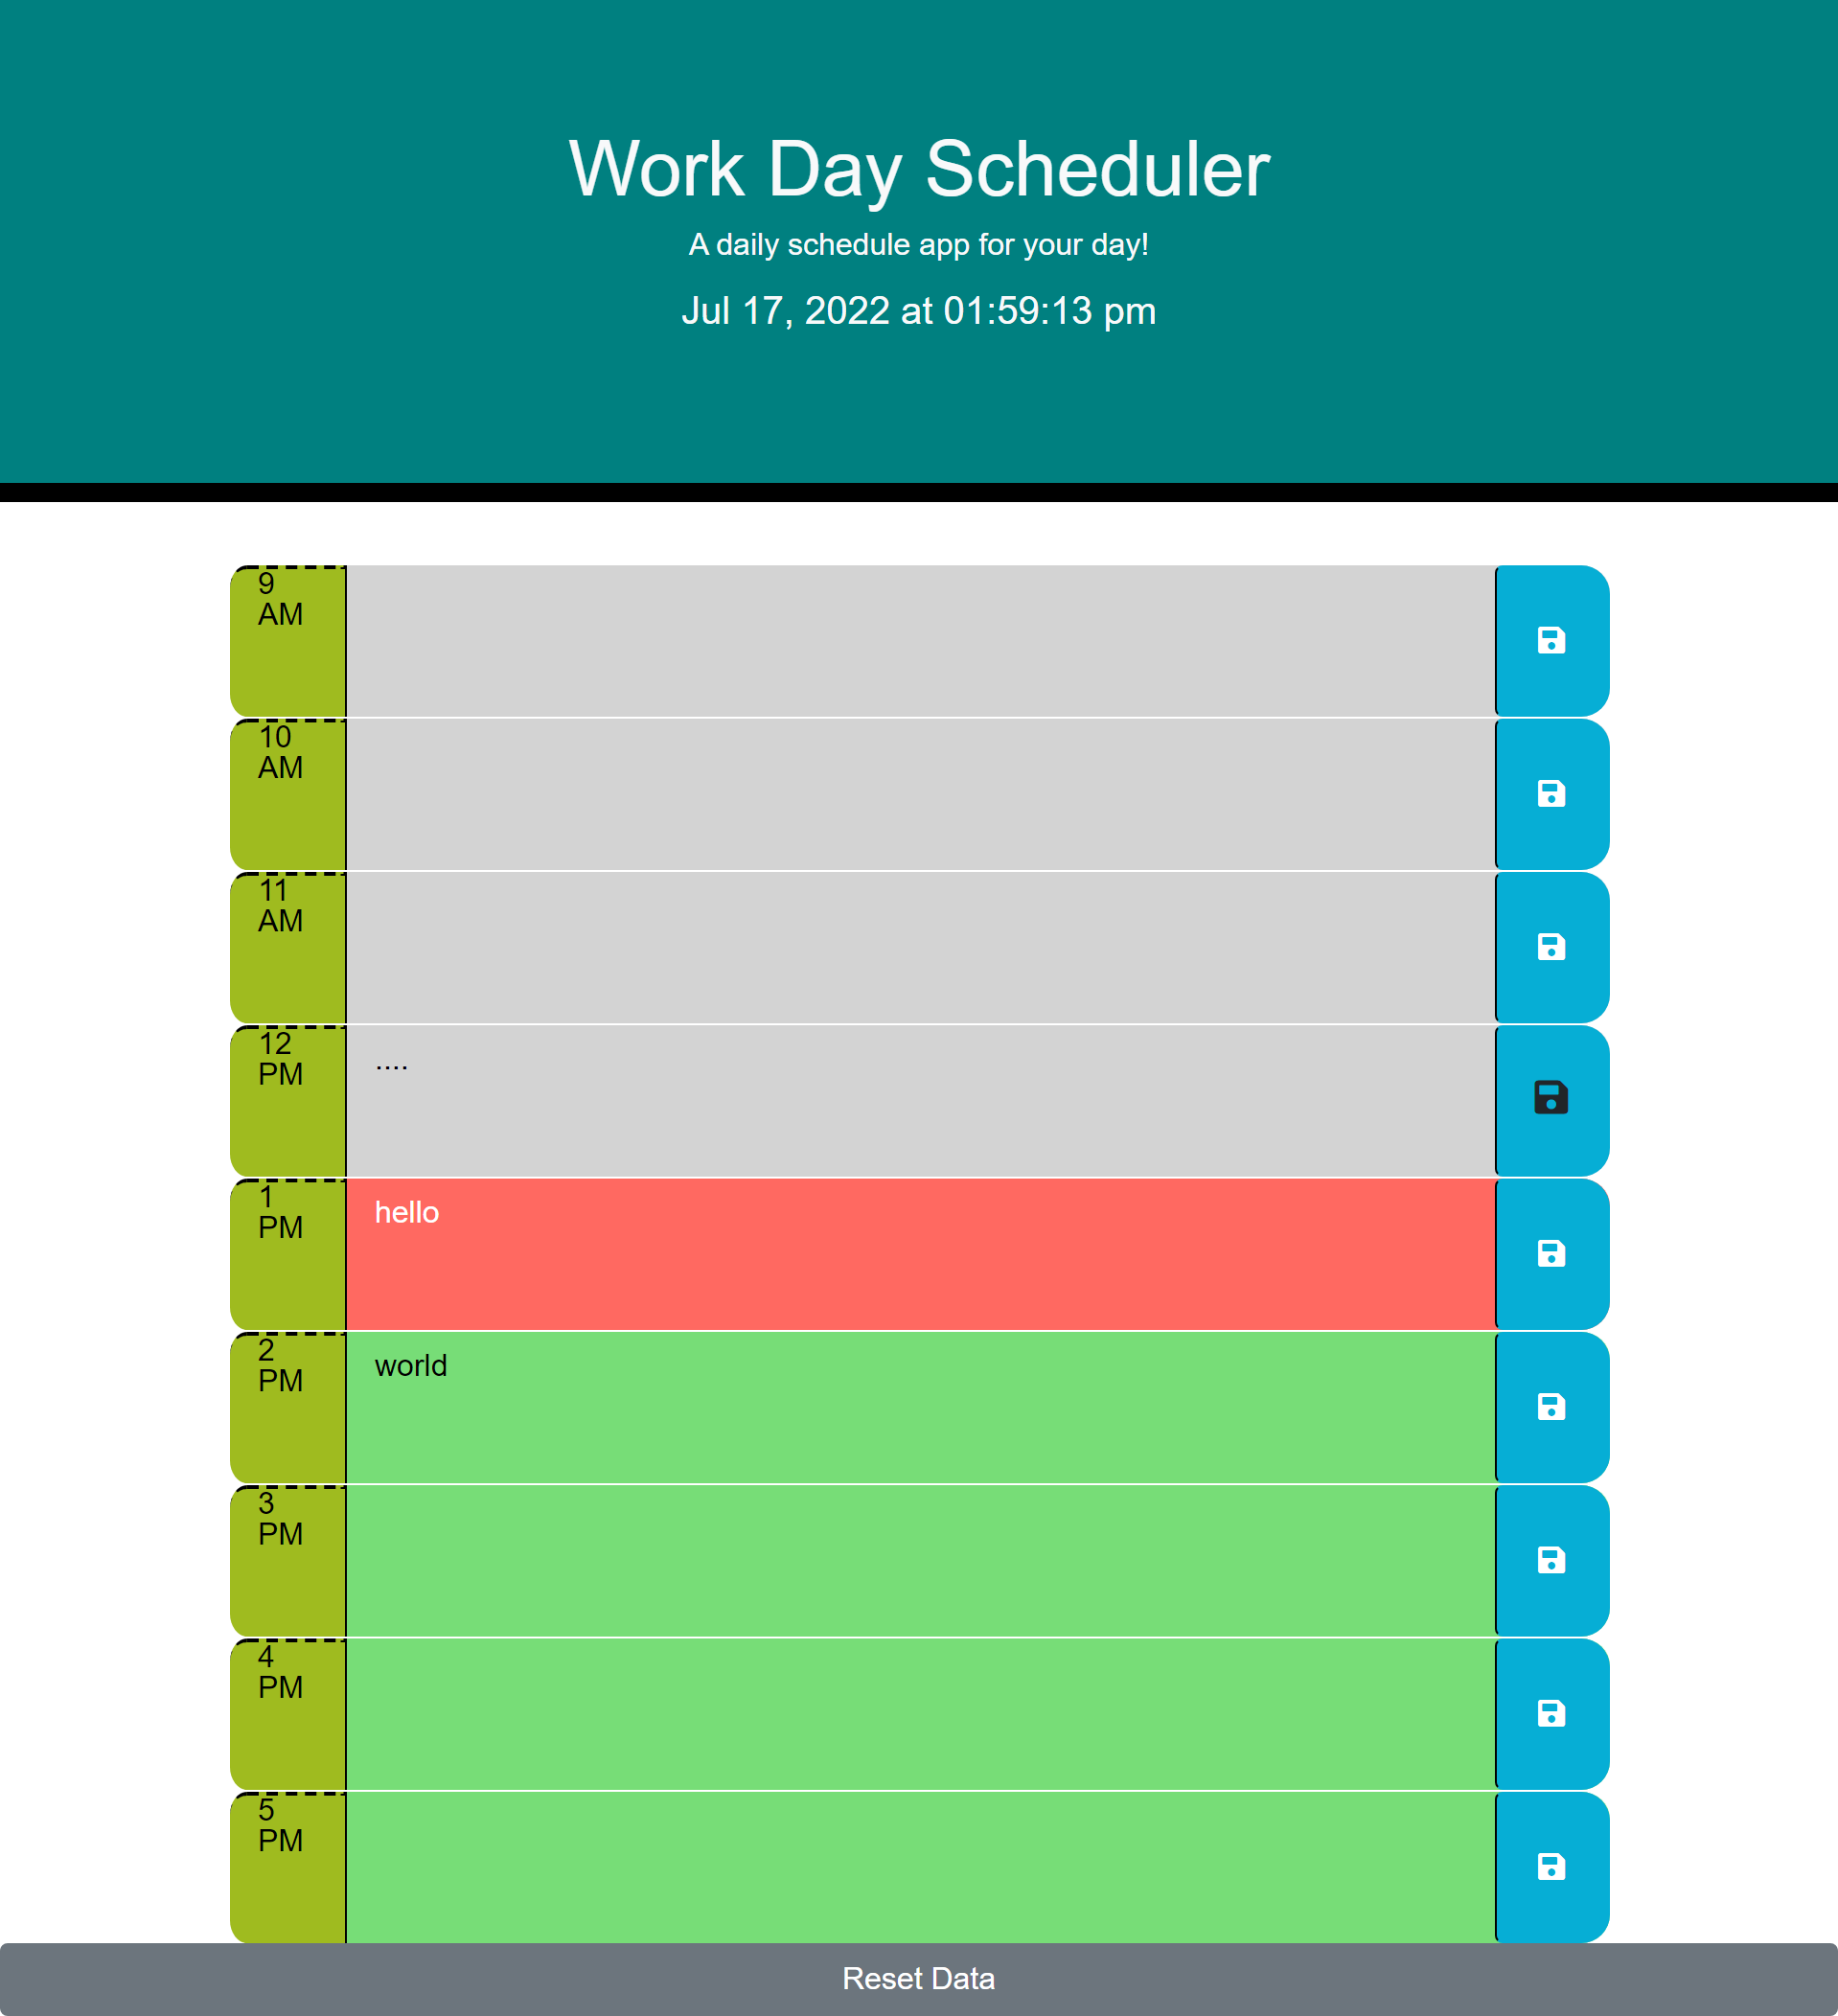 Work Day Scheduler
A daily schedule app for your day!
Jul 17, 2022 at 01:59:13 pm
9
AM
10
AM
11
AM
12
PM
....
1
PM
hello
2
PM
world
3
PM
4
PM
5
PM
Reset Data